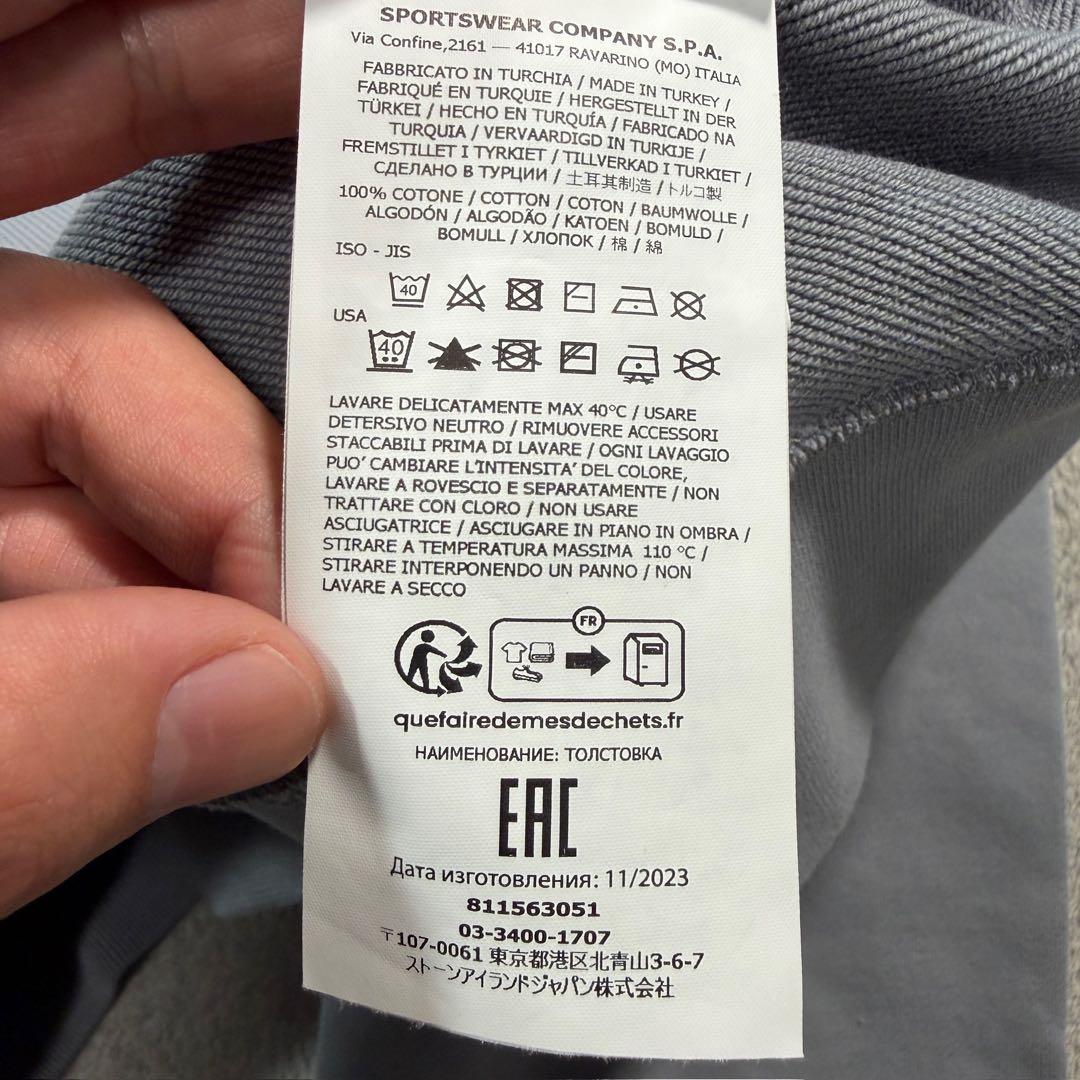 SPORTSWEAR COMPANY S.P.A.
Via Confine,2161 — 41017 RAVARINO (MO) ITALIA
FABBRICATO IN TURCHIA / MADE IN TURKEY /
FABRIQUÉ EN TURQUIE / HERGESTELLT IN DER
TÜRKEI / HECHO EN TURQUÍA / FABRICADO NA
TURQUIA / VERVAARDIGD IN TURKIJE /
FREMSTILLET I TYRKIET / TILLVERKAD I TURKIET /
СДЕЛАНО В ТУРЦИИ / 土耳其制造 / トルコ製
100% COTONE / COTTON / COTON / BAUMWOLLE /
ALGODÓN / ALGODÃO / KATOEN / BOMULD /
BOMULL / ХЛОПОК / 棉 / 綿
ISO - JIS
40
USA
40
LAVARE DELICATAMENTE MAX 40°C / USARE
DETERSIVO NEUTRO / RIMUOVERE ACCESSORI
STACCABILI PRIMA DI LAVARE / OGNI LAVAGGIO
PUO' CAMBIARE L'INTENSITA' DEL COLORE,
LAVARE A ROVESCIO E SEPARATAMENTE / NON
TRATTARE CON CLORO / NON USARE
ASCIUGATRICE / ASCIUGARE IN PIANO IN OMBRA /
STIRARE A TEMPERATURA MASSIMA 110 °C /
STIRARE INTERPONENDO UN PANNO / NON
LAVARE A SECCO
FR
quefairedemesdechets.fr
НАИМЕНОВАНИЕ: ТОЛСТОВКА
EAC
Дата изготовления: 11/2023
811563051
03-3400-1707
〒107-0061 東京都港区北青山3-6-7
ストーンアイランドジャパン株式会社